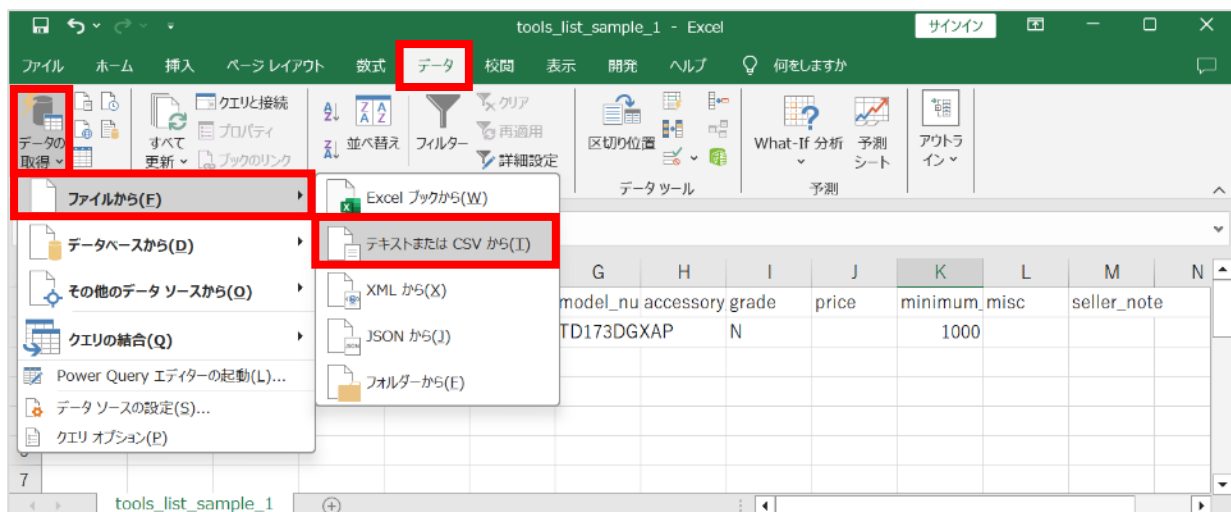 tools_list_sample_1 - Excel
サインイン
ファイル ホーム 挿入 ページ レイアウト 数式 データ 校閲 表示 開発 ヘルプ 何をしますか
データの取得
すべて更新
クエリと接続
プロパティ
ブックのリンク
並べ替え
フィルター
クリア
再適用
詳細設定
区切り位置
What-If 分析
予測シート
アウトライン
データ ツール
予測
ファイルから(F)
データベースから(D)
その他のデータ ソースから(O)
クエリの結合(Q)
Power Query エディターの起動(L)...
データ ソースの設定(S)...
クエリ オプション(P)
Excel ブックから(W)
テキストまたは CSV から(T)
XML から(X)
JSON から(J)
フォルダーから(F)
G H I J K L M N
model_nu accessory grade price minimum_ misc seller_note
TD173DGXAP N 1000
7
tools_list_sample_1